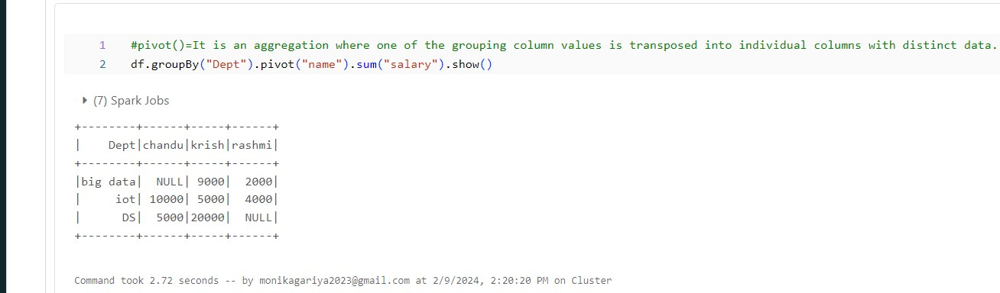 1 #pivot()=It is an aggregation where one of the grouping column values is transposed into individual columns with distinct data.
2 df.groupBy("Dept").pivot("name").sum("salary").show()
(7) Spark Jobs
+--------+------+-----+------+
|    Dept|chandu|krish|rashmi|
+--------+------+-----+------+
|big data|  NULL| 9000|  2000|
|     iot| 10000| 5000|  4000|
|      DS|  5000|20000|  NULL|
+--------+------+-----+------+
Command took 2.72 seconds -- by monikagariya2023@gmail.com at 2/9/2024, 2:20:20 PM on Cluster